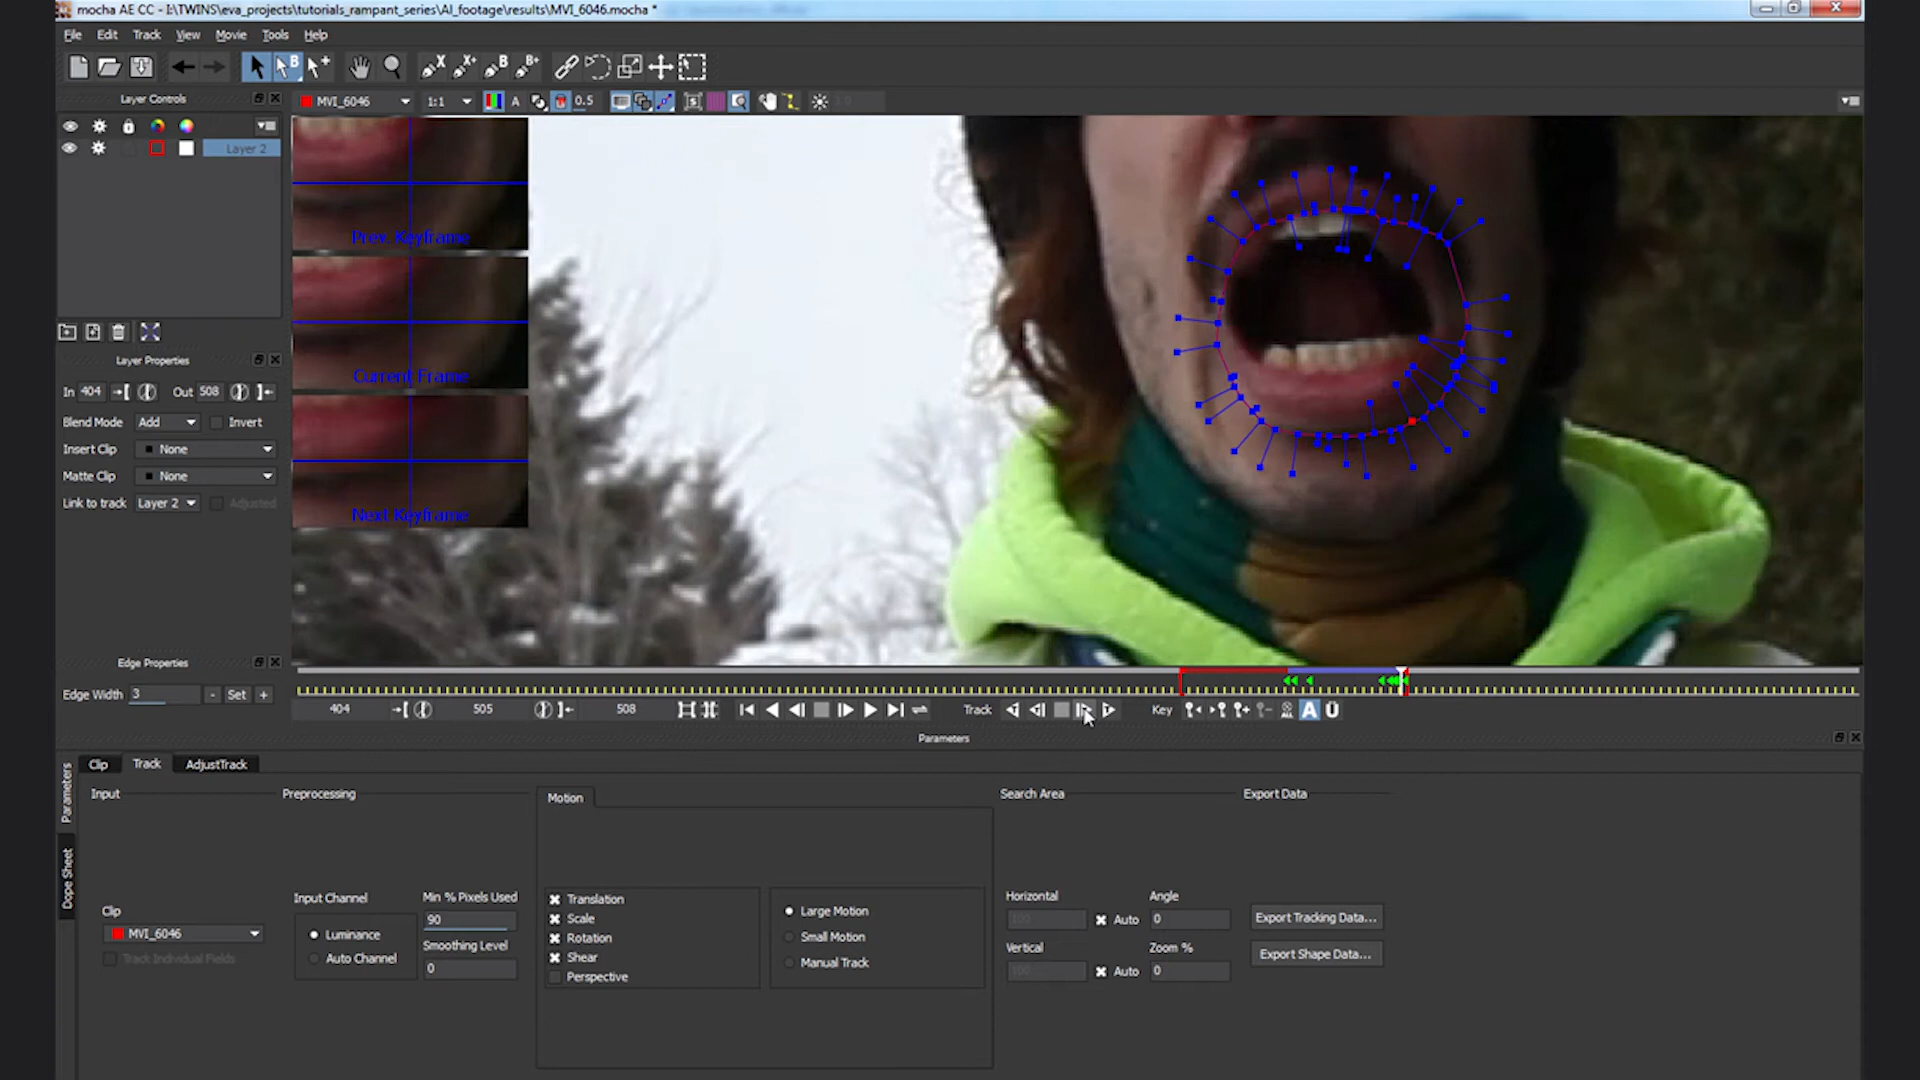 mocha AE CC - I:\TWINS\eva_projects\tutorials_rampant_series\AI_footage\results\MVI_6046.mocha *
File Edit Track View Movie Tools Help
Layer Controls
MVI_6046 1:1 A 0.5
Layer 2
Prev. Keyframe
Current Frame
Next Keyframe
Layer Properties
In 404 Out 508
Blend Mode Add Invert
Insert Clip None
Matte Clip None
Link to track Layer 2 Adjusted
Edge Properties
Edge Width 3 - Set +
404 505 508 Track Key A
Parameters
Clip Track AdjustTrack
Parameters
Dope Sheet
Input Preprocessing Motion Search Area Export Data
Clip
MVI_6046
Track Individual Fields
Input Channel
Luminance
Auto Channel
Min % Pixels Used
90
Smoothing Level
0
Translation
Scale
Rotation
Shear
Perspective
Large Motion
Small Motion
Manual Track
Horizontal Angle
100 Auto 0
Vertical Zoom %
100 Auto 0
Export Tracking Data...
Export Shape Data...